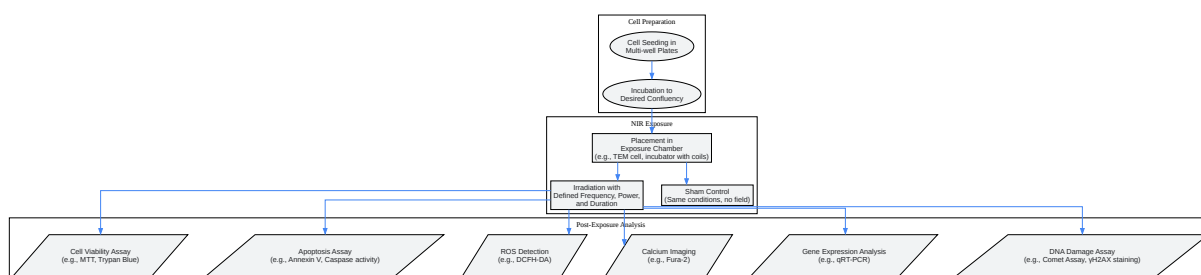 Cell Preparation
Cell Seeding in
Multi-well Plates
Incubation to
Desired Confluency
NIR Exposure
Placement in
Exposure Chamber
(e.g., TEM cell, incubator with coils)
Irradiation with
Defined Frequency, Power,
and Duration
Sham Control
(Same conditions, no field)
Post-Exposure Analysis
Cell Viability Assay
(e.g., MTT, Trypan Blue)
Apoptosis Assay
(e.g., Annexin V, Caspase activity)
ROS Detection
(e.g., DCFH-DA)
Calcium Imaging
(e.g., Fura-2)
Gene Expression Analysis
(e.g., qRT-PCR)
DNA Damage Assay
(e.g., Comet Assay, γH2AX staining)